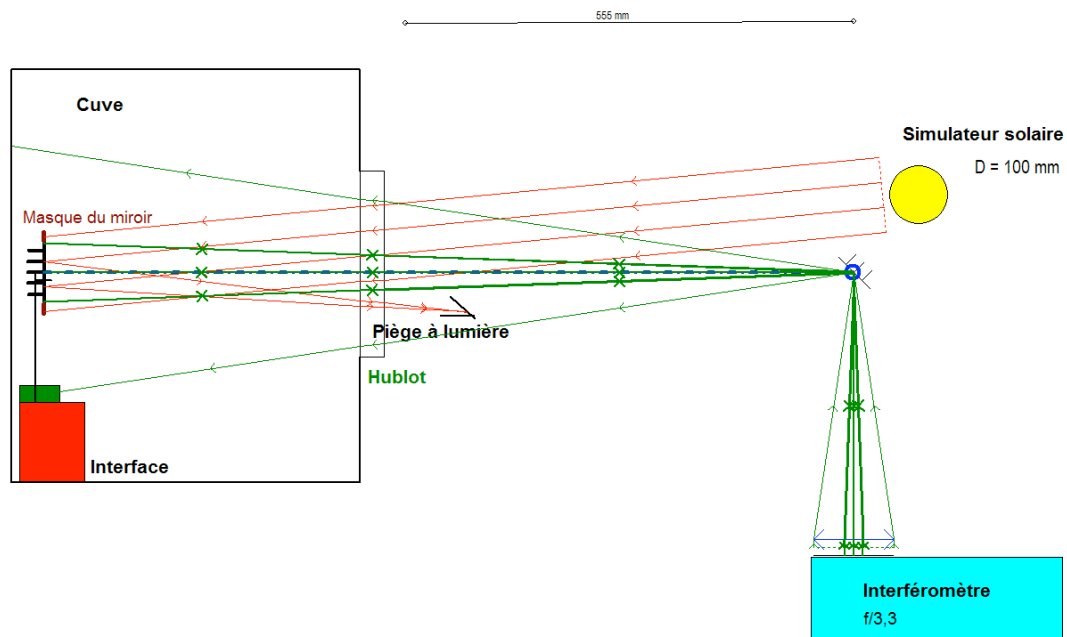 555 mm
Cuve
Simulateur solaire
D = 100 mm
Masque du miroir
Piège à lumière
Hublot
Interface
Interféromètre
f/3,3